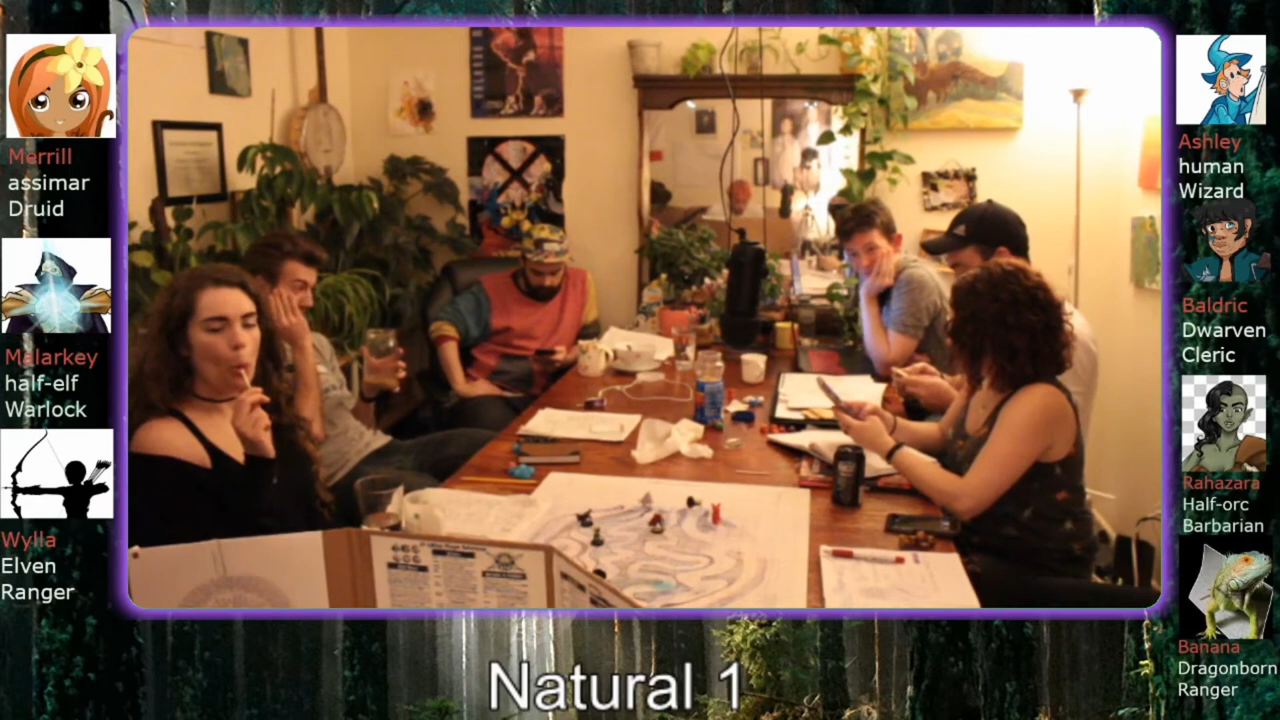 Merrill
assimar
Druid
Malarkey
half-elf
Warlock
Wylla
Elven
Ranger
Ashley
human
Wizard
Baldric
Dwarven
Cleric
Rahazara
Half-orc
Barbarian
Banana
Dragonborn
Ranger
Natural 1